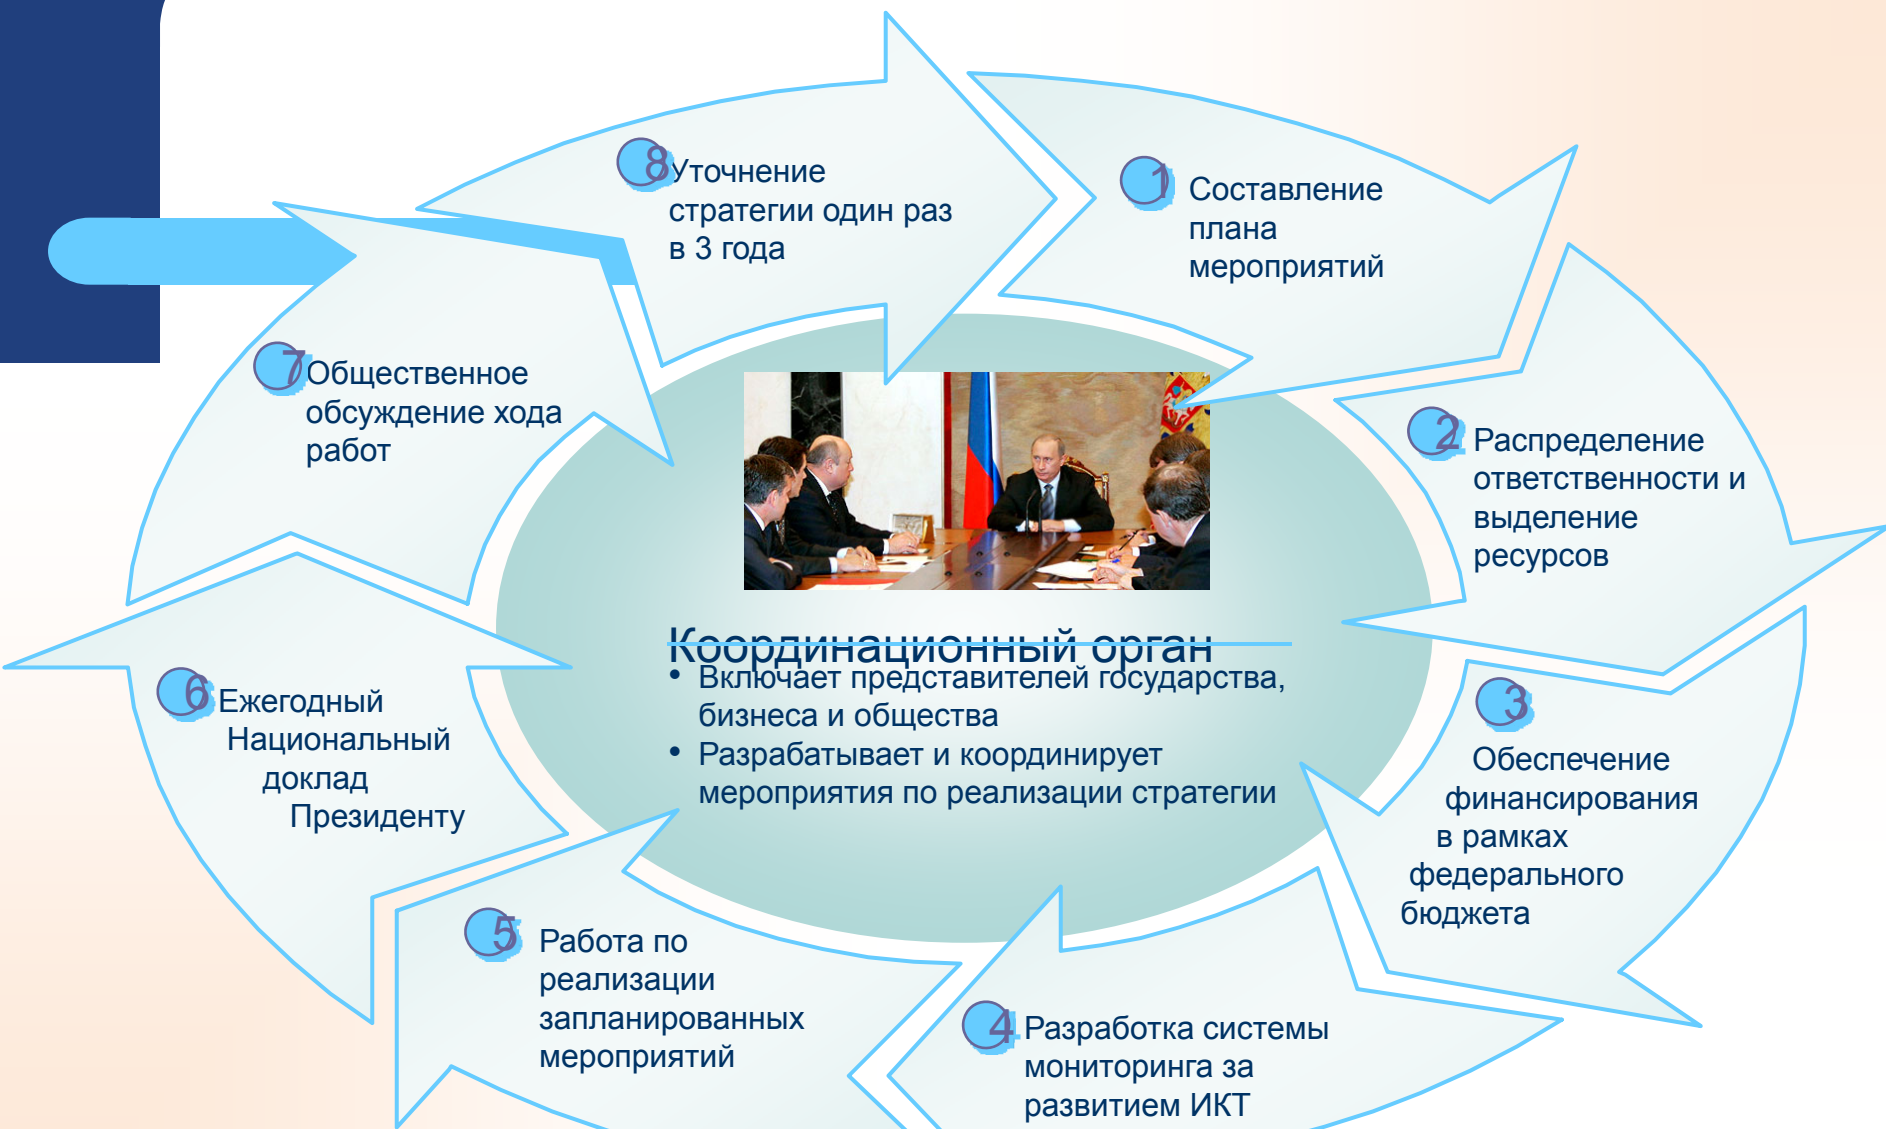 1
Составление
плана
мероприятий
2
Распределение
ответственности и
выделение
ресурсов
3
Обеспечение
финансирования
в рамках
федерального
бюджета
4
Разработка системы
мониторинга за
развитием ИКТ
5
Работа по
реализации
запланированных
мероприятий
6
Ежегодный
Национальный
доклад
Президенту
7
Общественное
обсуждение хода
работ
8
Уточнение
стратегии один раз
в 3 года
Координационный орган
• Включает представителей государства,
бизнеса и общества
• Разрабатывает и координирует
мероприятия по реализации стратегии